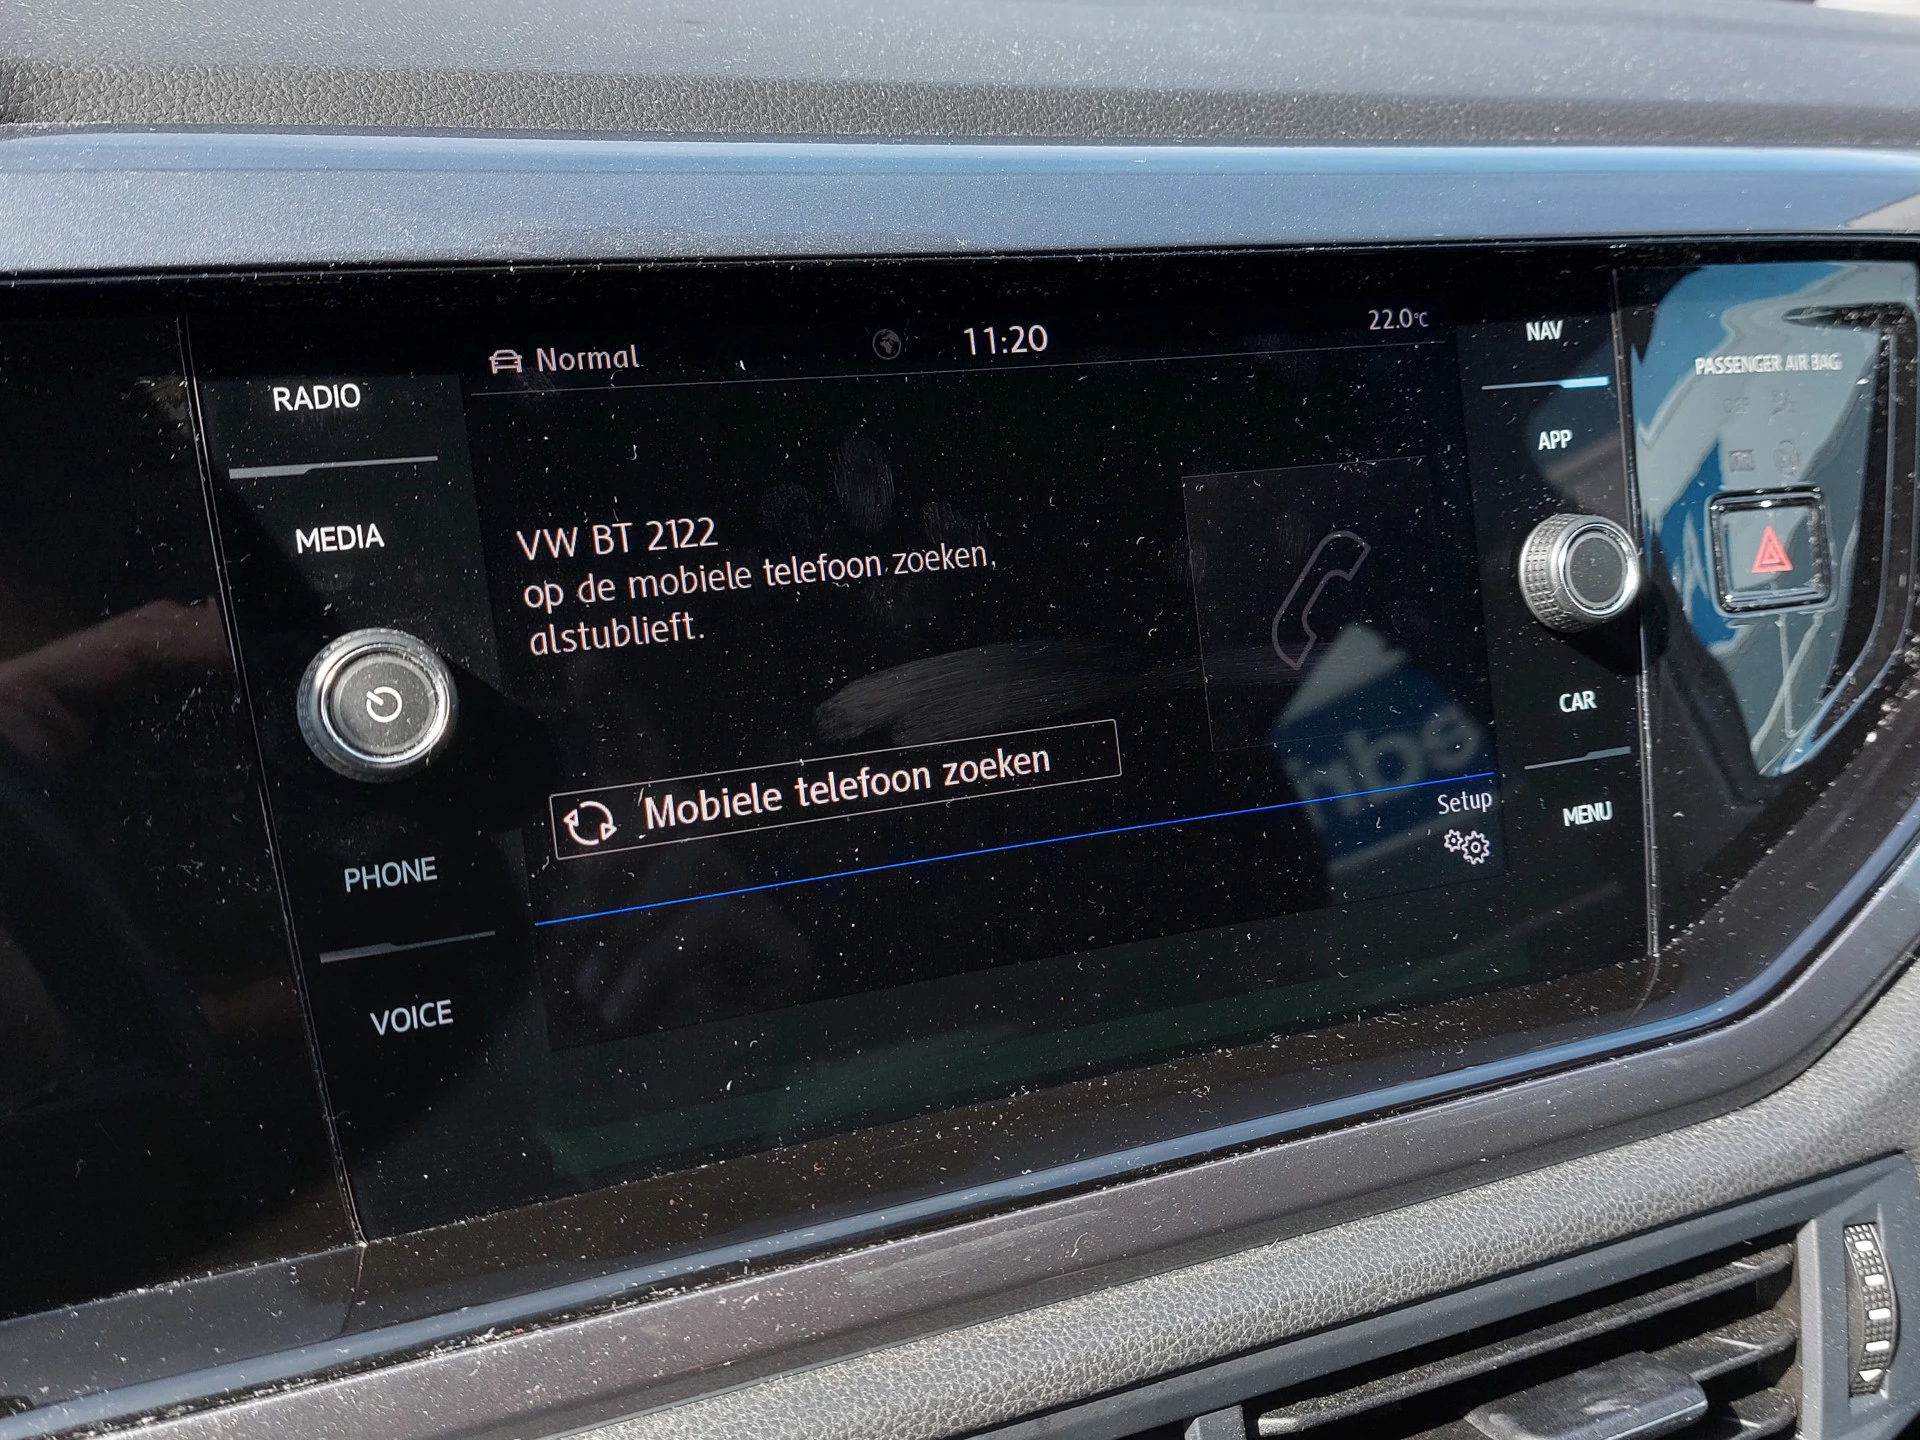 Normal
11:20
22.0°C
RADIO
MEDIA
PHONE
VOICE
VW BT 2122
op de mobiele telefoon zoeken,
alstublieft.
Mobiele telefoon zoeken
Setup
NAV
APP
CAR
MENU
PASSENGER AIR BAG